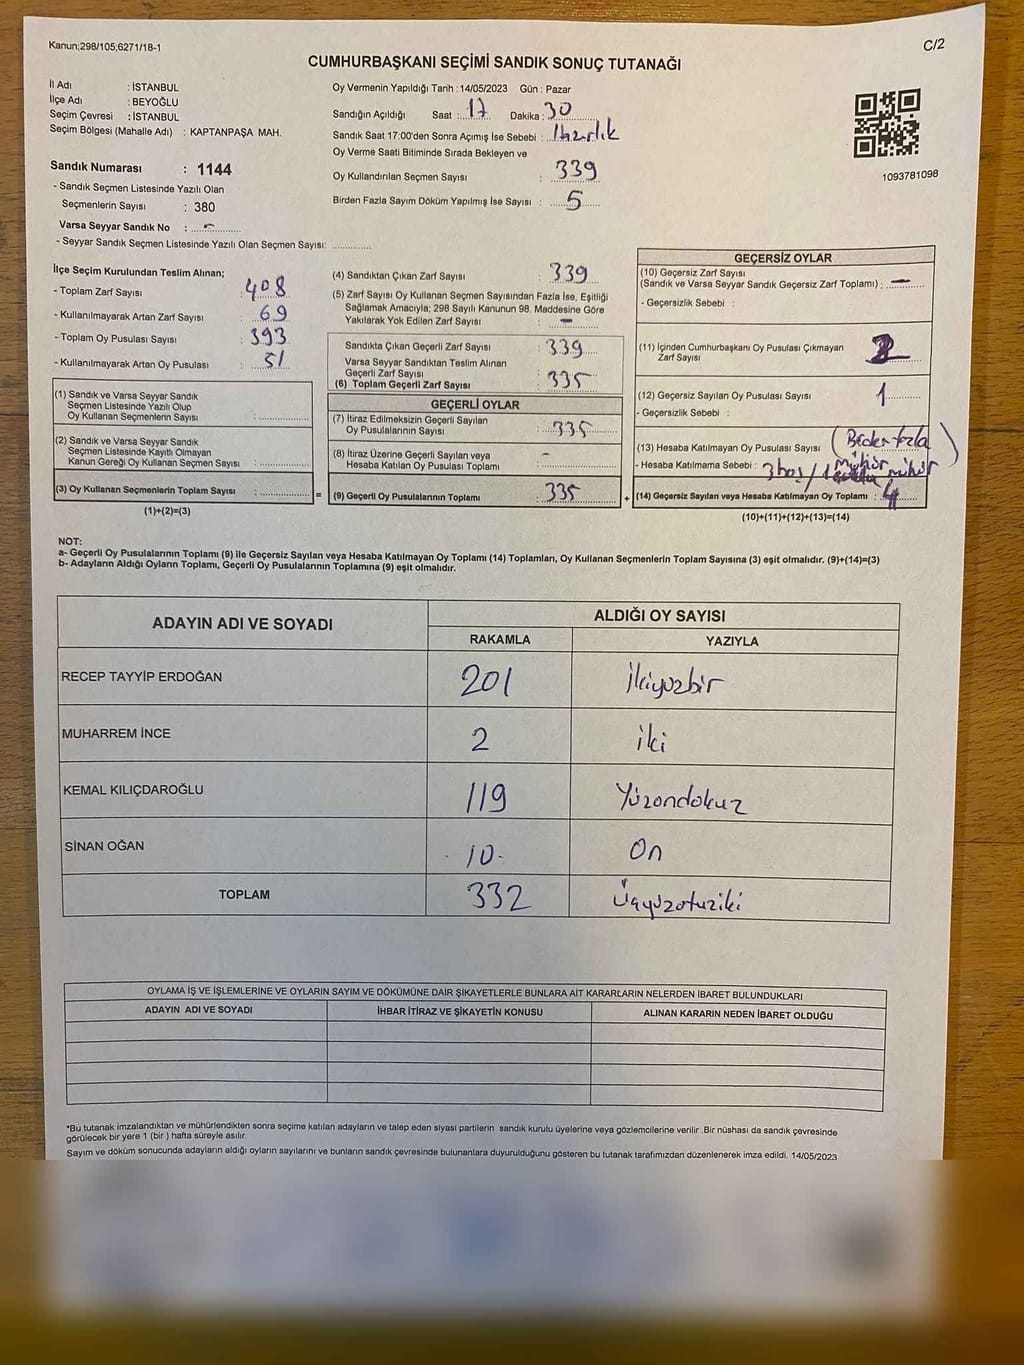 Kanun;298/105,6271/18-1
C/2
CUMHURBAŞKANI SEÇİMİ SANDIK SONUÇ TUTANAĞI
İl Adı : İSTANBUL
İlçe Adı : BEYOĞLU
Seçim Çevresi : İSTANBUL
Seçim Bölgesi (Mahalle Adı) : KAPTANPAŞA MAH.
Sandık Numarası : 1144
- Sandık Seçmen Listesinde Yazılı Olan
Seçmenlerin Sayısı : 380
Varsa Seyyar Sandık No : -
- Seyyar Sandık Seçmen Listesinde Yazılı Olan Seçmen Sayısı: ............
Oy Vermenin Yapıldığı Tarih :14/05/2023 Gün : Pazar
Sandığın Açıldığı Saat : 17 Dakika : 30
Sandık Saat 17:00'den Sonra Açımış İse Sebebi : Hazırlık
Oy Verme Saati Bitiminde Sırada Bekleyen ve
Oy Kullandırılan Seçmen Sayısı : 339
Birden Fazla Sayım Döküm Yapılmış İse Sayısı : 5
1093781098
İlçe Seçim Kurulundan Teslim Alınan;
- Toplam Zarf Sayısı : 408
- Kullanılmayarak Artan Zarf Sayısı : 69
- Toplam Oy Pusulası Sayısı : 393
- Kullanılmayarak Artan Oy Pusulası : 51
(1) Sandık ve Varsa Seyyar Sandık
Seçmen Listesinde Yazılı Olup
Oy Kullanan Seçmenlerin Sayısı : ............
(2) Sandık ve Varsa Seyyar Sandık
Seçmen Listesinde Kayıtlı Olmayan
Kanun Gereği Oy Kullanan Seçmen Sayısı : ............
(3) Oy Kullanan Seçmenlerin Toplam Sayısı : ............ =
(1)+(2)=(3)
(4) Sandıktan Çıkan Zarf Sayısı : 339
(5) Zarf Sayısı Oy Kullanan Seçmen Sayısından Fazla İse, Eşitliği
Sağlamak Amacıyla; 298 Sayılı Kanunun 98. Maddesine Göre
Yakılarak Yok Edilen Zarf Sayısı : -
Sandıkta Çıkan Geçerli Zarf Sayısı : 339
Varsa Seyyar Sandıktan Teslim Alınan
Geçerli Zarf Sayısı
(6) Toplam Geçerli Zarf Sayısı : 335
GEÇERLİ OYLAR
(7) İtiraz Edilmeksizin Geçerli Sayılan
Oy Pusulalarının Sayısı : 335
(8) İtiraz Üzerine Geçerli Sayılan veya
Hesaba Katılan Oy Pusulası Toplamı : -
(9) Geçerli Oy Pusulalarının Toplamı : 335 +
GEÇERSİZ OYLAR
(10) Geçersiz Zarf Sayısı
(Sandık ve Varsa Seyyar Sandık Geçersiz Zarf Toplamı) : -
- Geçersizlik Sebebi :
(11) İçinden Cumhurbaşkanı Oy Pusulası Çıkmayan
Zarf Sayısı
(12) Geçersiz Sayılan Oy Pusulası Sayısı : 1
- Geçersizlik Sebebi :
(13) Hesaba Katılmayan Oy Pusulası Sayısı : (Birden fazla
- Hesaba Katılmama Sebebi : 3 boş / 1 mühür mühür )
(14) Geçersiz Sayılan veya Hesaba Katılmayan Oy Toplamı : 4
(10)+(11)+(12)+(13)=(14)
NOT:
a- Geçerli Oy Pusulalarının Toplamı (9) ile Geçersiz Sayılan veya Hesaba Katılmayan Oy Toplamı (14) Toplamları, Oy Kullanan Seçmenlerin Toplam Sayısına (3) eşit olmalıdır. (9)+(14)=(3)
b- Adayların Aldığı Oyların Toplamı, Geçerli Oy Pusulalarının Toplamına (9) eşit olmalıdır.
ADAYIN ADI VE SOYADI
ALDIĞI OY SAYISI
RAKAMLA YAZIYLA
RECEP TAYYİP ERDOĞAN 201 İkiyüzbir
MUHARREM İNCE 2 iki
KEMAL KILIÇDAROĞLU 119 Yüzondokuz
SİNAN OĞAN 10 On
TOPLAM 332 Üçyüzotuziki
OYLAMA İŞ VE İŞLEMLERİNE VE OYLARIN SAYIM VE DÖKÜMÜNE DAİR ŞİKAYETLERLE BUNLARA AİT KARARLARIN NELERDEN İBARET BULUNDUKLARI
ADAYIN ADI VE SOYADI İHBAR İTİRAZ VE ŞİKAYETİN KONUSU ALINAN KARARIN NEDEN İBARET OLDUĞU
*Bu tutanak imzalandıktan ve mühürlendikten sonra seçime katılan adayların ve talep eden siyasi partilerin sandık kurulu üyelerine veya gözlemcilerine verilir .Bir nüshası da sandık çevresinde
görülecek bir yere 1 (bir ) hafta süreyle asılır.
Sayım ve döküm sonucunda adayların aldığı oyların sayılarını ve bunların sandık çevresinde bulunanlara duyurulduğunu gösteren bu tutanak tarafımızdan düzenlenerek imza edildi. 14/05/2023